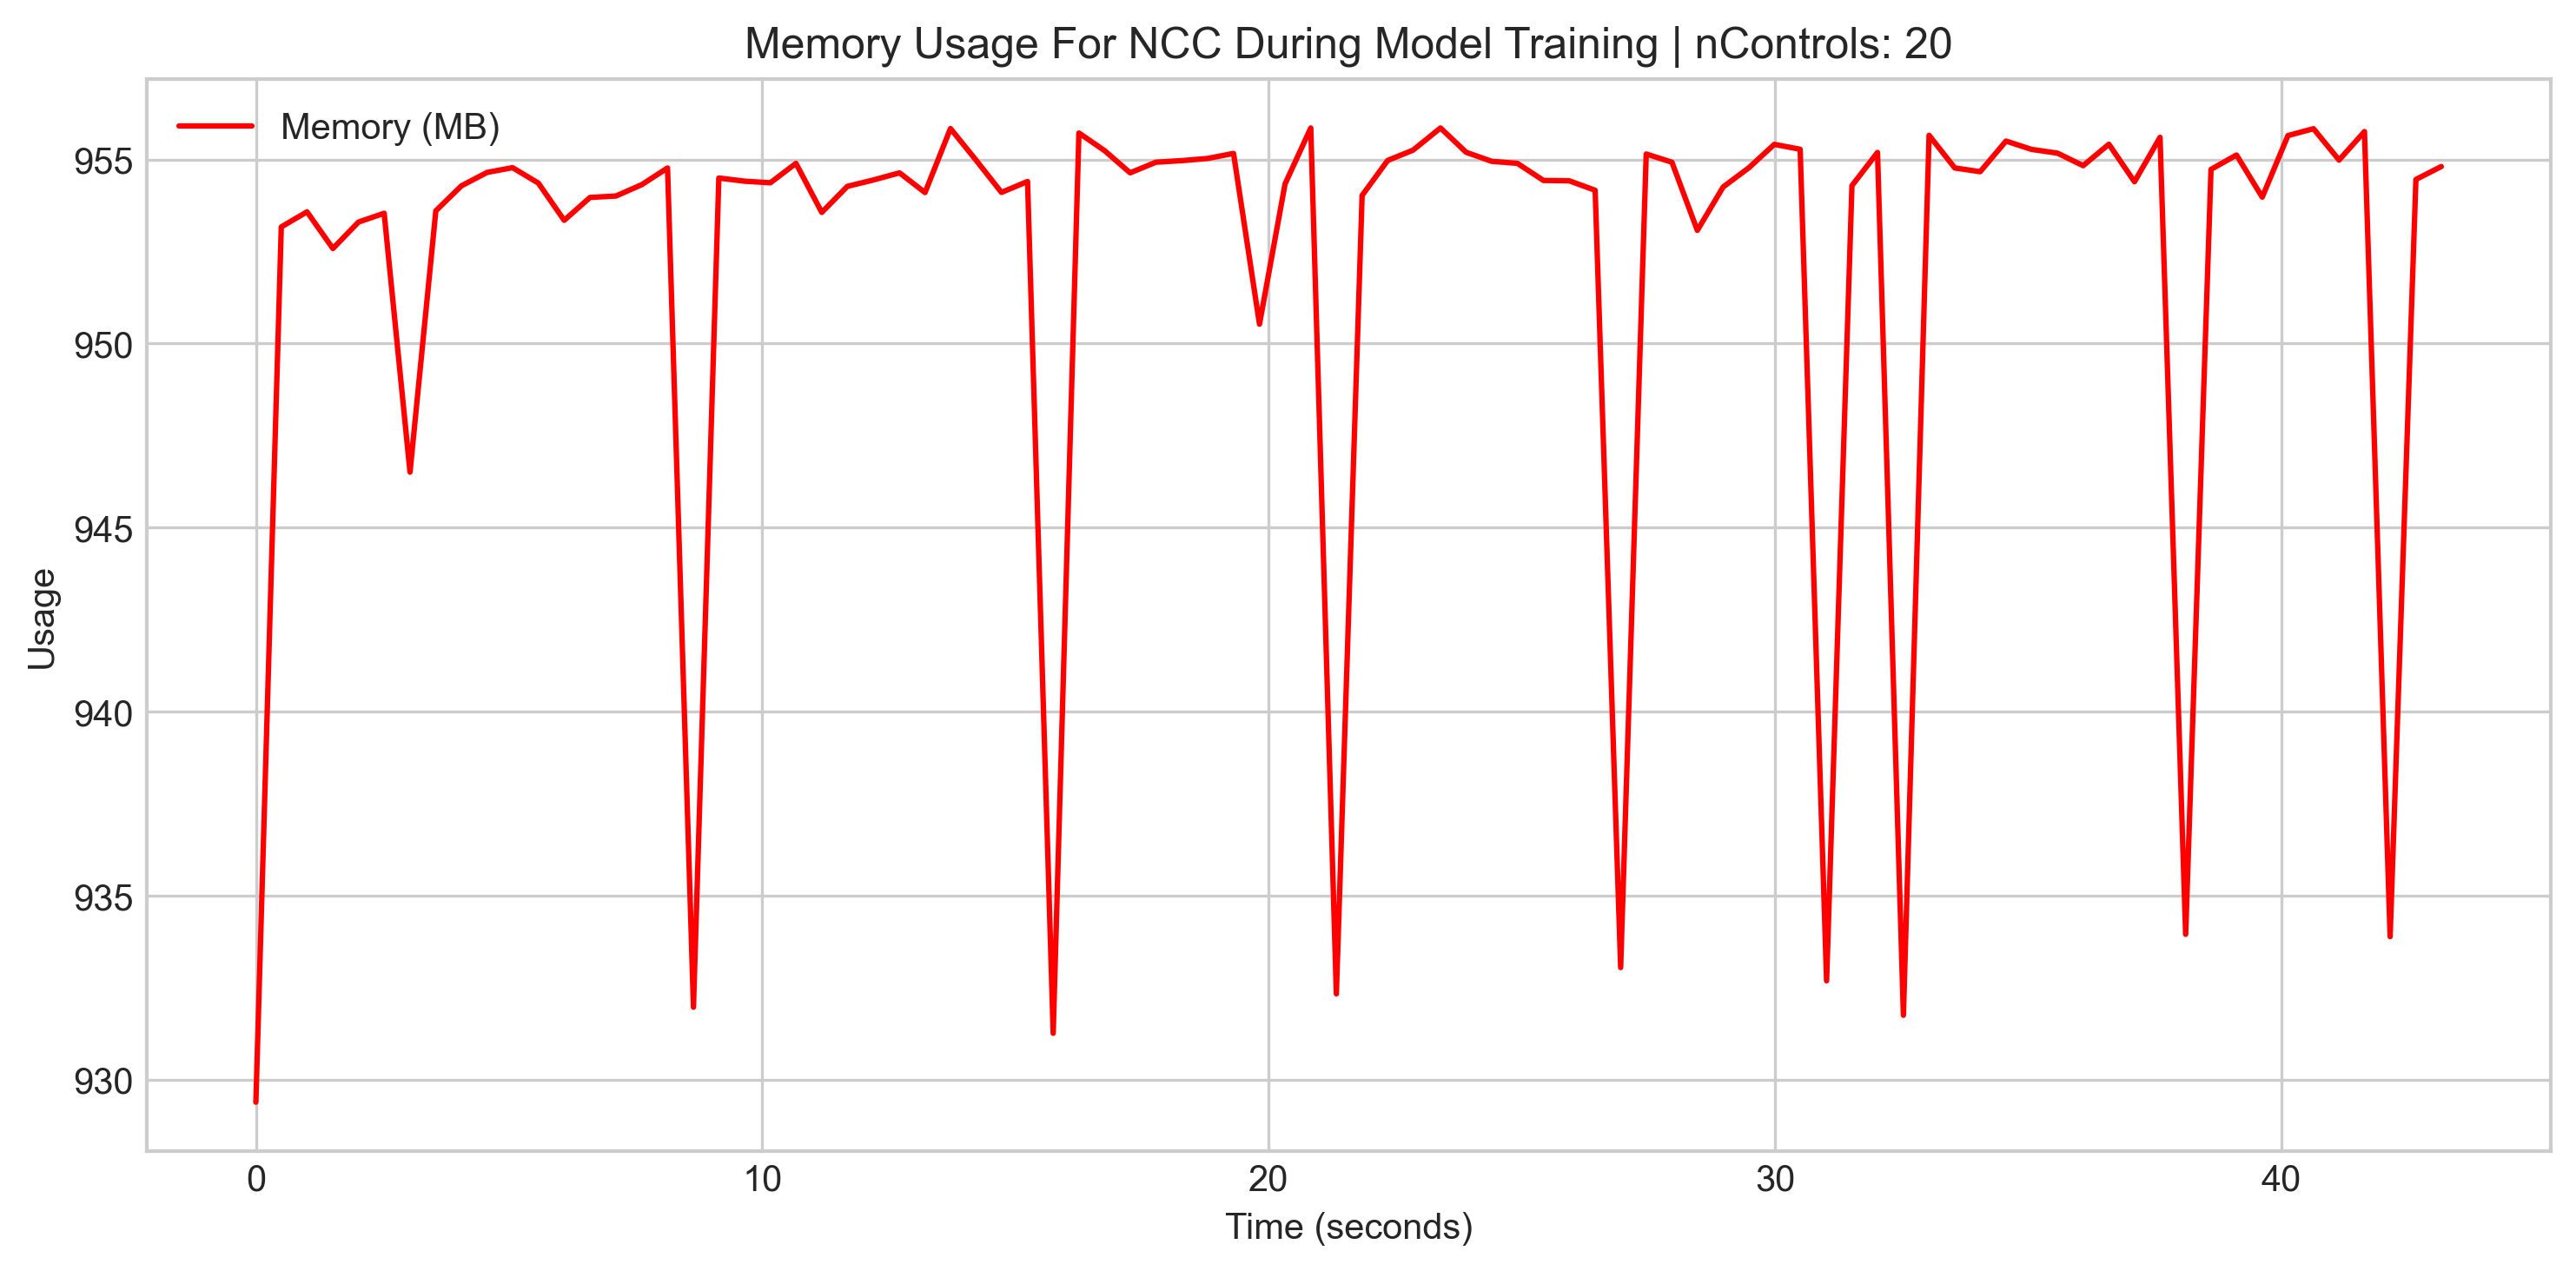 Memory Usage For NCC During Model Training | nControls: 20
Memory (MB)
955
950
945
940
935
930
Usage
0 10 20 30 40
Time (seconds)